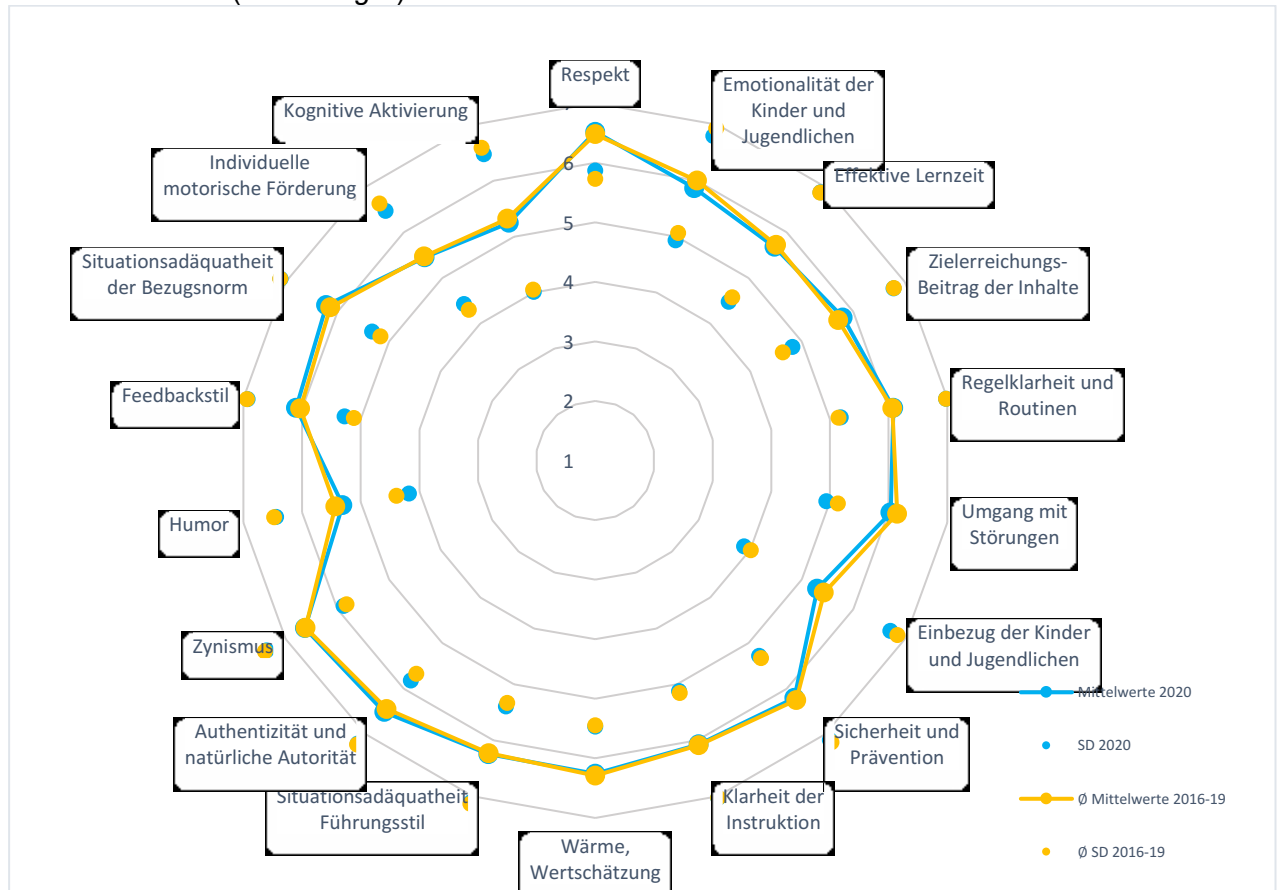 Respekt
Emotionalität der
Kinder und
Jugendlichen
Effektive Lernzeit
Zielerreichungs-
Beitrag der Inhalte
Regelklarheit und
Routinen
Umgang mit
Störungen
Einbezug der Kinder
und Jugendlichen
Sicherheit und
Prävention
Klarheit der
Instruktion
Wärme,
Wertschätzung
Situationsadäquatheit
Führungsstil
Authentizität und
natürliche Autorität
Zynismus
Humor
Feedbackstil
Situationsadäquatheit
der Bezugsnorm
Individuelle
motorische Förderung
Kognitive Aktivierung
6
5
4
3
2
1
Mittelwerte 2020
SD 2020
Ø Mittelwerte 2016-19
Ø SD 2016-19